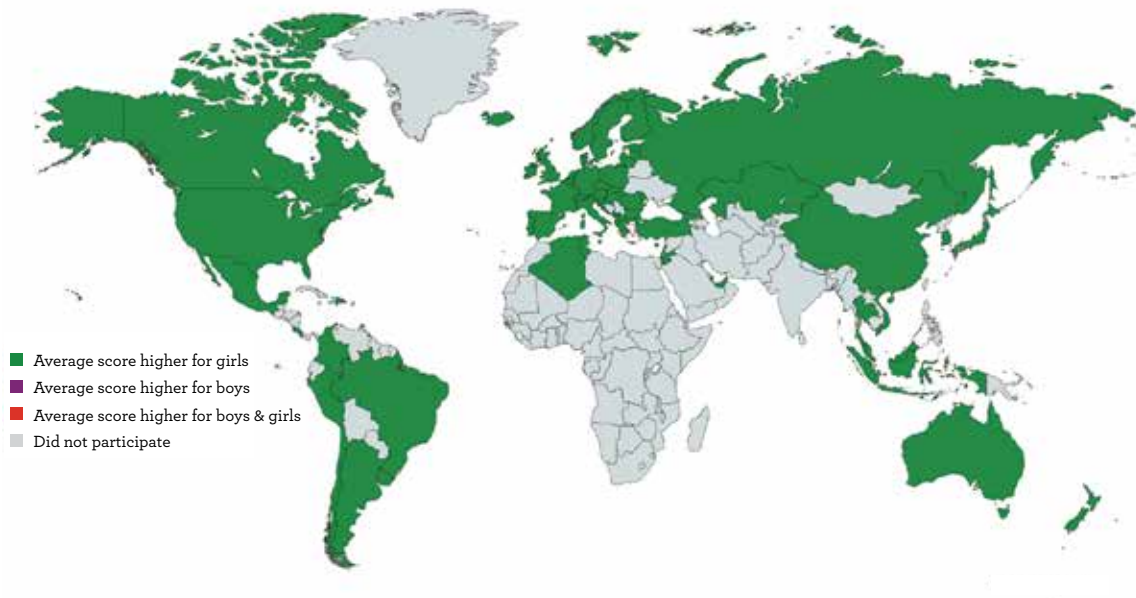 Average score higher for girls
Average score higher for boys
Average score higher for boys & girls
Did not participate